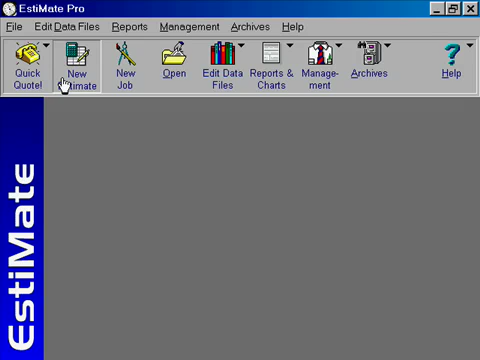 EstiMate Pro
File Edit Data Files Reports Management Archives Help
Quick Quote!
New Estimate
New Job
Open
Edit Data Files
Reports & Charts
Manage-
ment
Archives
Help
EstiMate